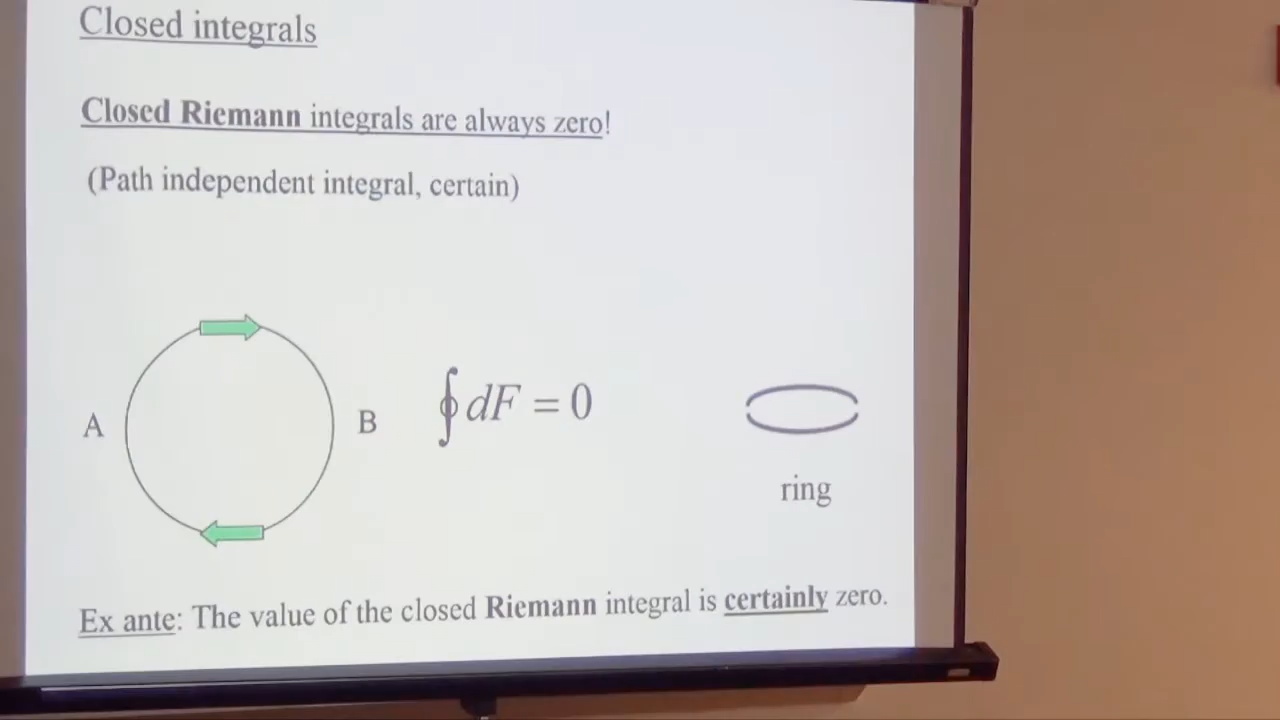 Closed integrals
Closed Riemann integrals are always zero!
(Path independent integral, certain)
A
B
∮dF = 0
ring
Ex ante: The value of the closed Riemann integral is certainly zero.